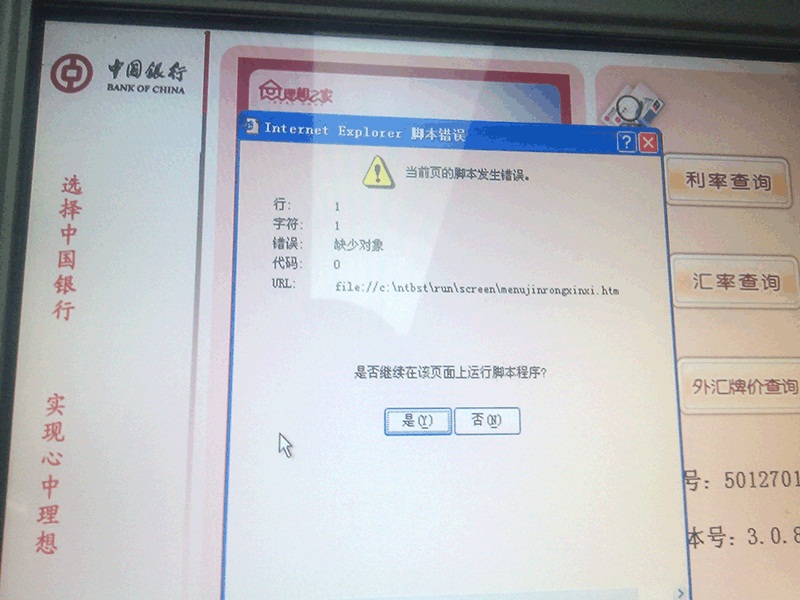 中国银行
BANK OF CHINA
选择中国银行
实现心中理想
理想之家
Internet Explorer 脚本错误
当前页的脚本发生错误。
行: 1
字符: 1
错误: 缺少对象
代码: 0
URL: file://c:\ntbst\run\screen\menujinrongxinxi.htm
是否继续在该页面上运行脚本程序?
是(Y)
否(N)
利率查询
汇率查询
外汇牌价查询
号: 5012701
本号: 3.0.8